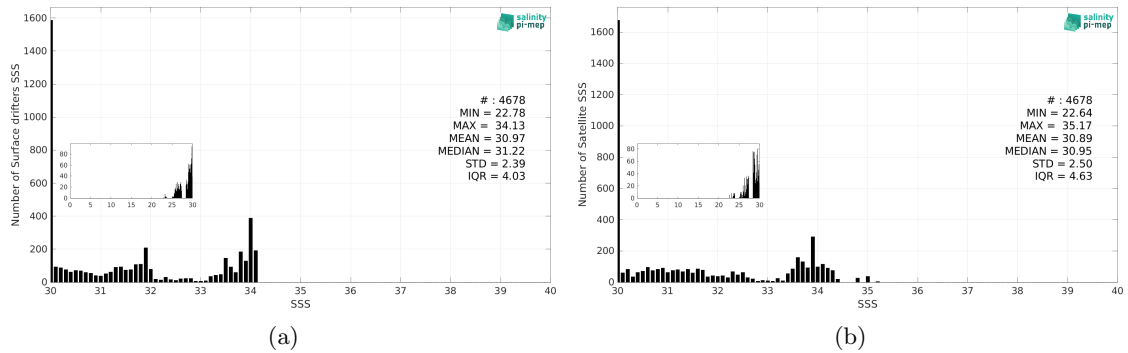 salinity
pi-mep
Number of Surface drifters SSS
1600
1400
1200
1000
800
600
400
200
0
# : 4678
MIN = 22.78
MAX = 34.13
MEAN = 30.97
MEDIAN = 31.22
STD = 2.39
IQR = 4.03
80
60
40
20
0
0 5 10 15 20 25 30
30 31 32 33 34 35 36 37 38 39 40
SSS
(a)
salinity
pi-mep
Number of Satellite SSS
1600
1400
1200
1000
800
600
400
200
0
# : 4678
MIN = 22.64
MAX = 35.17
MEAN = 30.89
MEDIAN = 30.95
STD = 2.50
IQR = 4.63
80
60
40
20
0
0 5 10 15 20 25 30
30 31 32 33 34 35 36 37 38 39 40
SSS
(b)